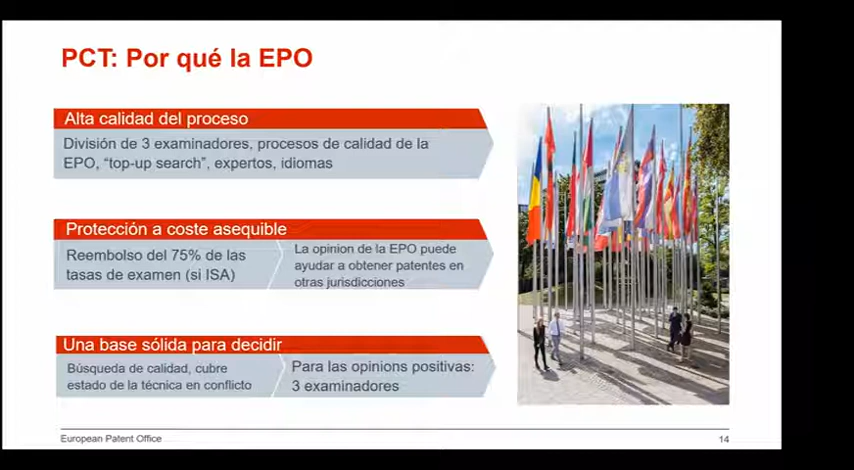 PCT: Por qué la EPO
Alta calidad del proceso
División de 3 examinadores, procesos de calidad de la
EPO, “top-up search”, expertos, idiomas
Protección a coste asequible
Reembolso del 75% de las
tasas de examen (si ISA)
La opinion de la EPO puede
ayudar a obtener patentes en
otras jurisdicciones
Una base sólida para decidir
Búsqueda de calidad, cubre
estado de la técnica en conflicto
Para las opinions positivas:
3 examinadores
European Patent Office
14